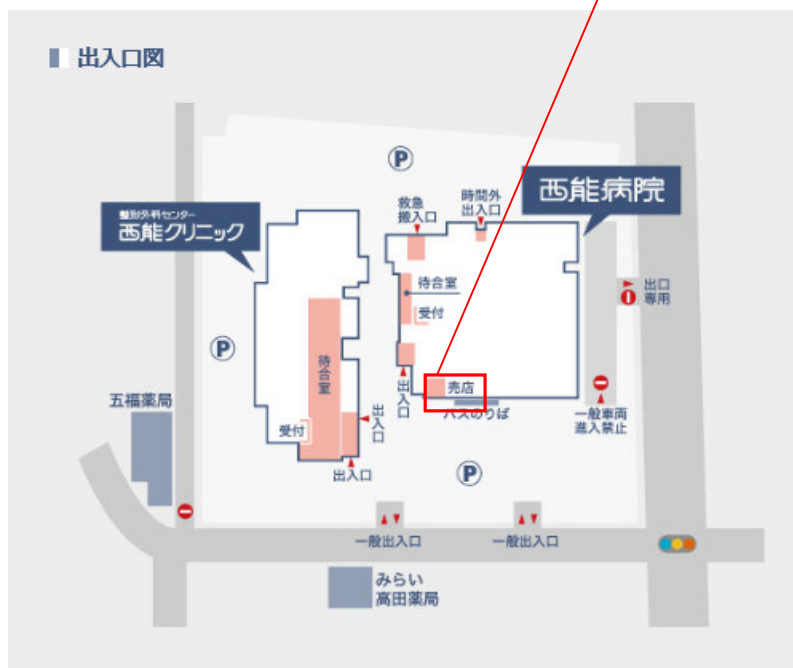 出入口図
P
救急
搬入口
時間外
出入口
西能病院
整形外科センター
西能クリニック
待合室
受付
出口
専用
P
待合室
売店
出入口
バスのりば
一般車両
進入禁止
五福薬局
受付
出入口
出入口
P
一般出入口
一般出入口
みらい
高田薬局